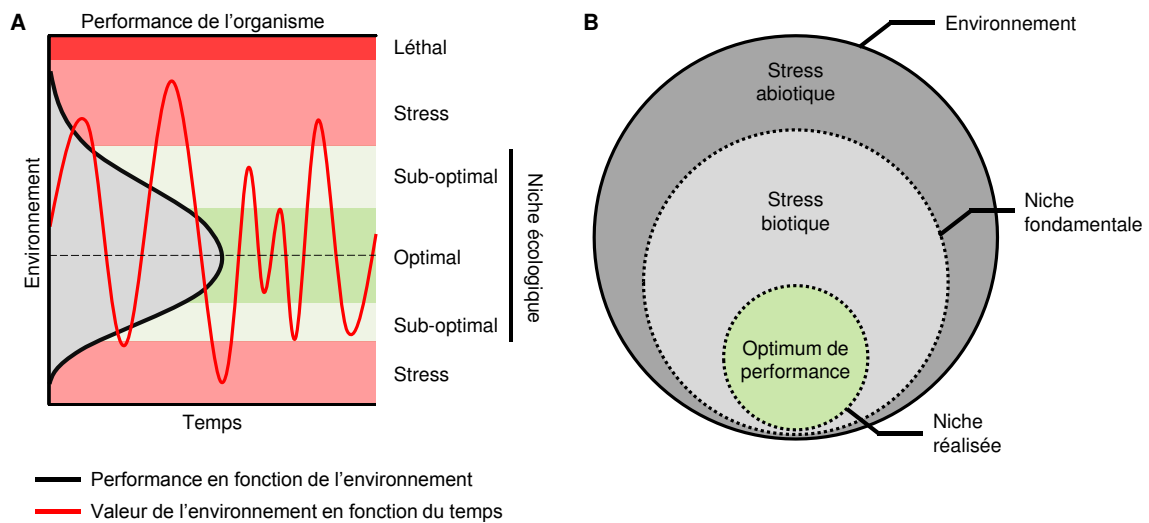 A
Performance de l'organisme
Environnement
Temps
Léthal
Stress
Sub-optimal
Optimal
Sub-optimal
Stress
Niche écologique
Performance en fonction de l'environnement
Valeur de l'environnement en fonction du temps
B
Environnement
Stress
abiotique
Stress
biotique
Niche
fondamentale
Optimum de
performance
Niche
réalisée